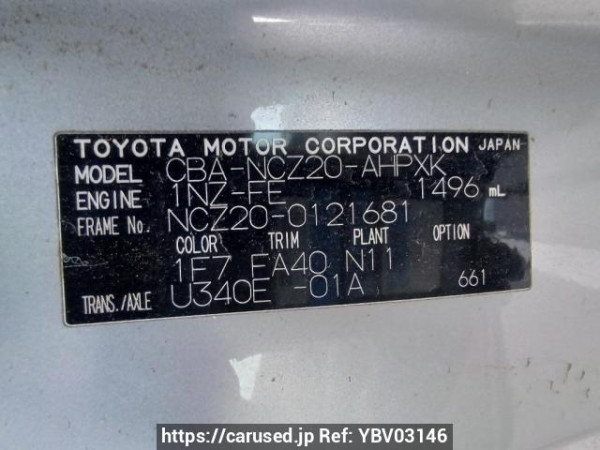 TOYOTA MOTOR CORPORATION JAPAN
MODEL CBA-NCZ20-AHPXK
ENGINE 1NZ-FE 1496 mL
FRAME No. NCZ20-0121681
COLOR TRIM PLANT OPTION
1F7 FA40 N11
TRANS./AXLE U340E -01A 661
https://carused.jp Ref: YBV03146